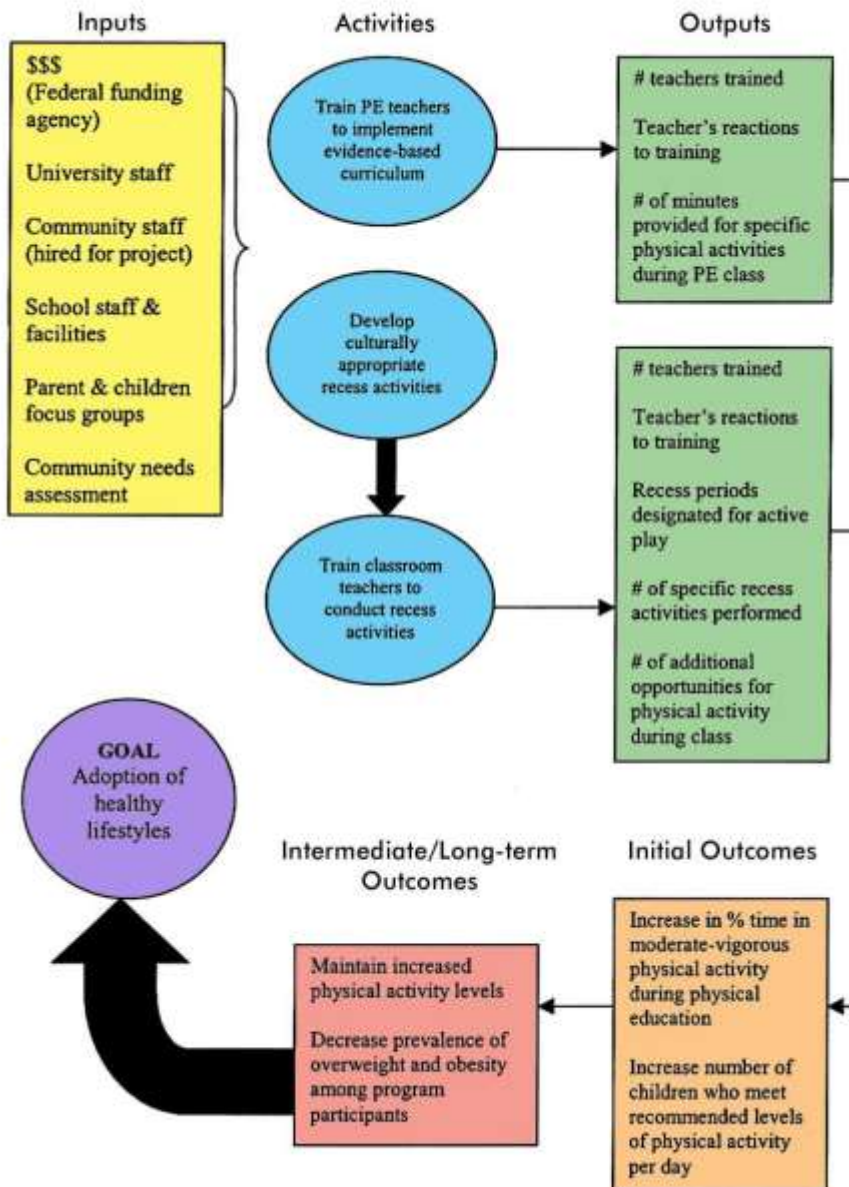 Inputs
$$$
(Federal funding
agency)
University staff
Community staff
(hired for project)
School staff &
facilities
Parent & children
focus groups
Community needs
assessment
Activities
Train PE teachers
to implement
evidence-based
curriculum
Develop
culturally
appropriate
recess activities
Train classroom
teachers to
conduct recess
activities
Outputs
# teachers trained
Teacher's reactions
to training
# of minutes
provided for specific
physical activities
during PE class
# teachers trained
Teacher's reactions
to training
Recess periods
designated for active
play
# of specific recess
activities performed
# of additional
opportunities for
physical activity
during class
Initial Outcomes
Increase in % time in
moderate-vigorous
physical activity
during physical
education
Increase number of
children who meet
recommended levels
of physical activity
per day
Intermediate/Long-term
Outcomes
Maintain increased
physical activity levels
Decrease prevalence of
overweight and obesity
among program
participants
GOAL
Adoption of
healthy
lifestyles